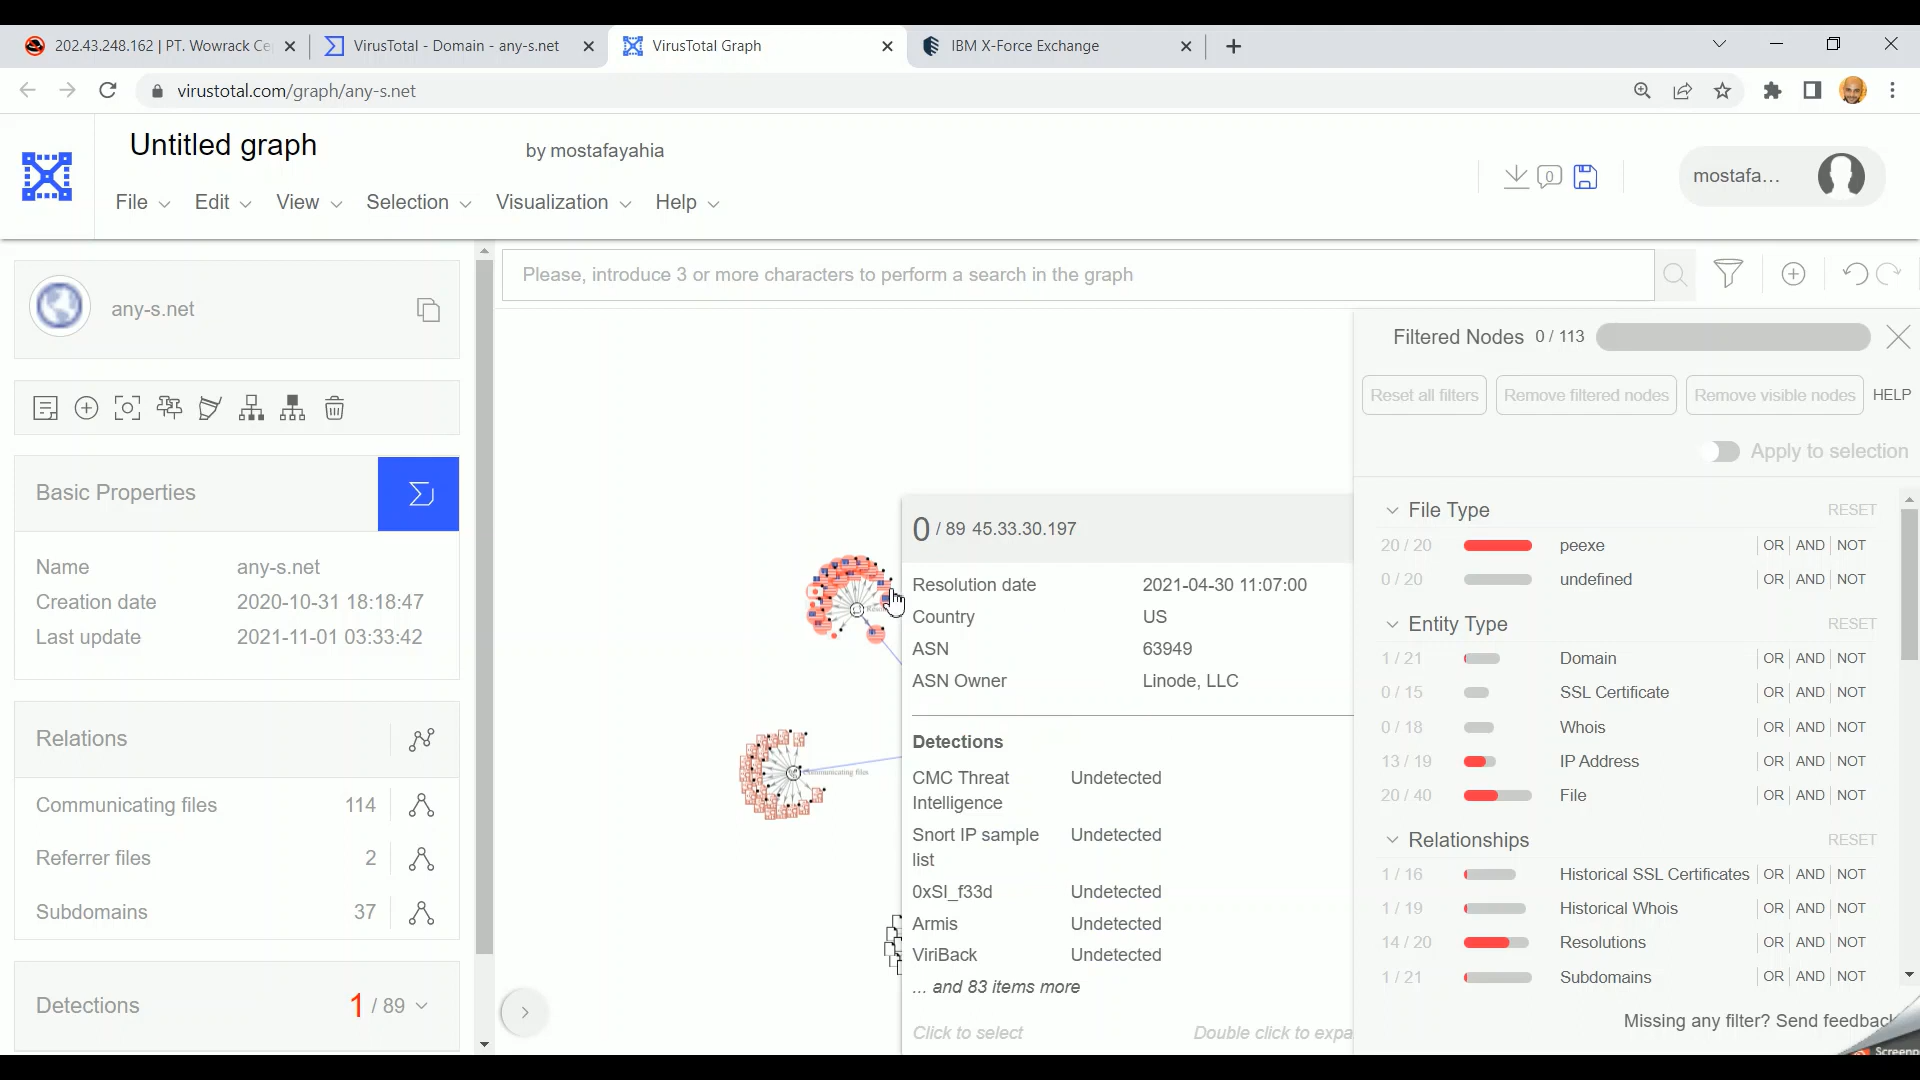 202.43.248.162 | PT. Wowrack Ce
VirusTotal - Domain - any-s.net
VirusTotal Graph
IBM X-Force Exchange
virustotal.com/graph/any-s.net
Untitled graph
by mostafayahia
File
Edit
View
Selection
Visualization
Help
0
mostafa...
any-s.net
Please, introduce 3 or more characters to perform a search in the graph
Basic Properties
Name any-s.net
Creation date 2020-10-31 18:18:47
Last update 2021-11-01 03:33:42
Relations
Communicating files 114
Referrer files 2
Subdomains 37
Detections 1 / 89
Communicating files
0 / 89 45.33.30.197
Resolution date 2021-04-30 11:07:00
Country US
ASN 63949
ASN Owner Linode, LLC
Detections
CMC Threat Undetected
Intelligence
Snort IP sample Undetected
list
0xSI_f33d Undetected
Armis Undetected
ViriBack Undetected
... and 83 items more
Click to select Double click to expa
Filtered Nodes 0 / 113
Reset all filters Remove filtered nodes Remove visible nodes HELP
Apply to selection
File Type RESET
20 / 20 peexe OR AND NOT
0 / 20 undefined OR AND NOT
Entity Type RESET
1 / 21 Domain OR AND NOT
0 / 15 SSL Certificate OR AND NOT
0 / 18 Whois OR AND NOT
13 / 19 IP Address OR AND NOT
20 / 40 File OR AND NOT
Relationships RESET
1 / 16 Historical SSL Certificates OR AND NOT
1 / 19 Historical Whois OR AND NOT
14 / 20 Resolutions OR AND NOT
1 / 21 Subdomains OR AND NOT
Missing any filter? Send feedback